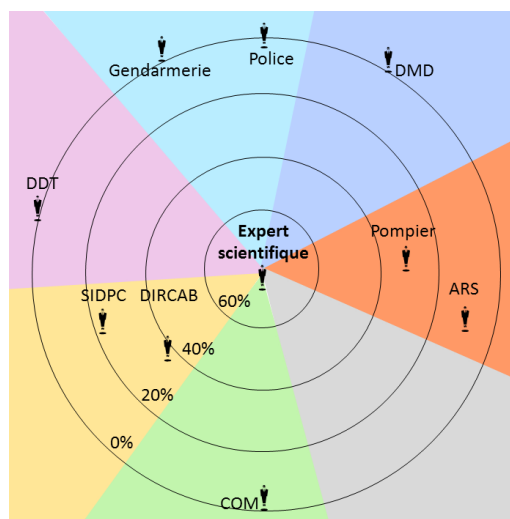 Police
Gendarmerie
DMD
DDT
Expert
scientifique
Pompier
SIDPC
DIRCAB
60%
ARS
40%
20%
0%
COM